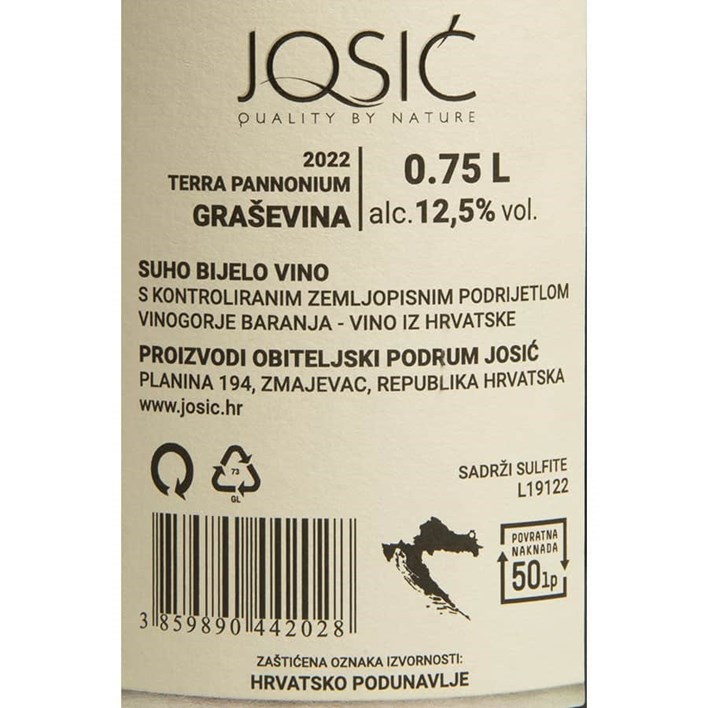 JOSIĆ
QUALITY BY NATURE
2022
TERRA PANNONIUM
GRAŠEVINA
0.75 L
alc. 12,5% vol.
SUHO BIJELO VINO
S KONTROLIRANIM ZEMLJOPISNIM PODRIJETLOM
VINOGORJE BARANJA - VINO IZ HRVATSKE
PROIZVODI OBITELJSKI PODRUM JOSIĆ
PLANINA 194, ZMAJEVAC, REPUBLIKA HRVATSKA
www.josic.hr
73
GL
SADRŽI SULFITE
L19122
POVRATNA
NAKNADA
50lp
3 859890 442028
ZAŠTIĆENA OZNAKA IZVORNOSTI:
HRVATSKO PODUNAVLJE